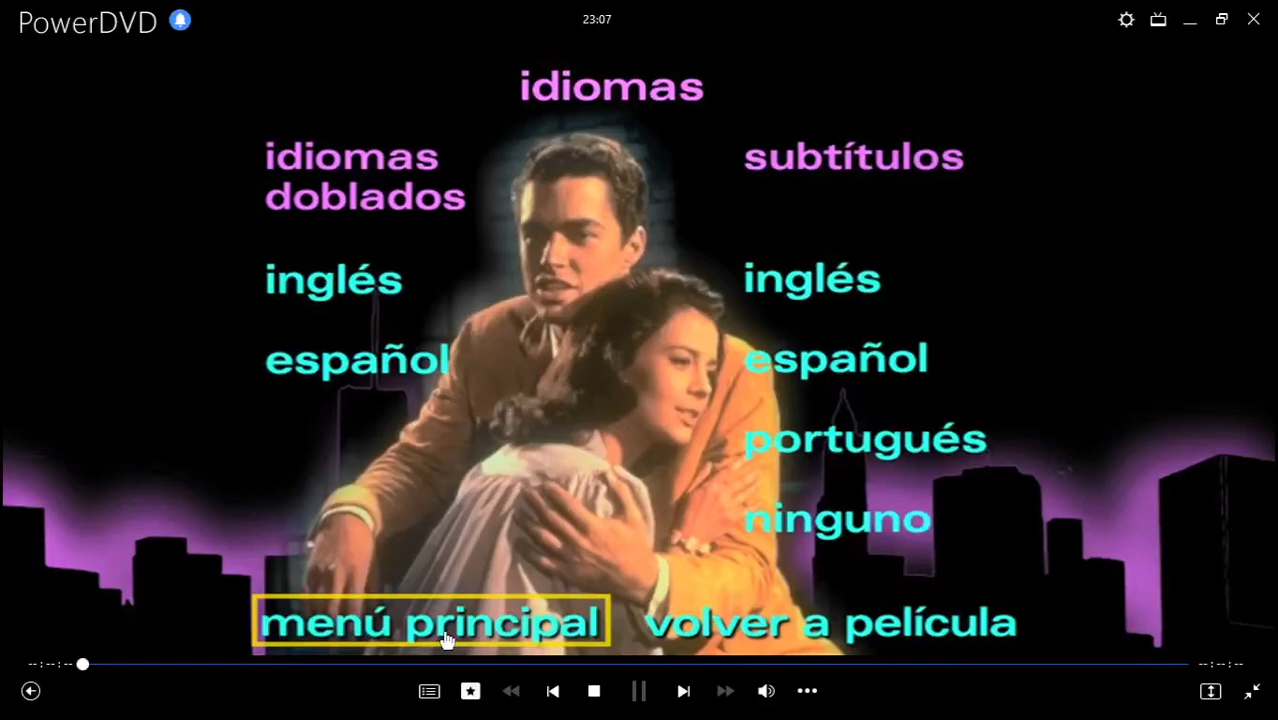 PowerDVD
23:07
idiomas
idiomas
doblados
subtítulos
inglés
inglés
español
español
portugués
ninguno
menú principal
volver a película
--:--:--
--:--:--